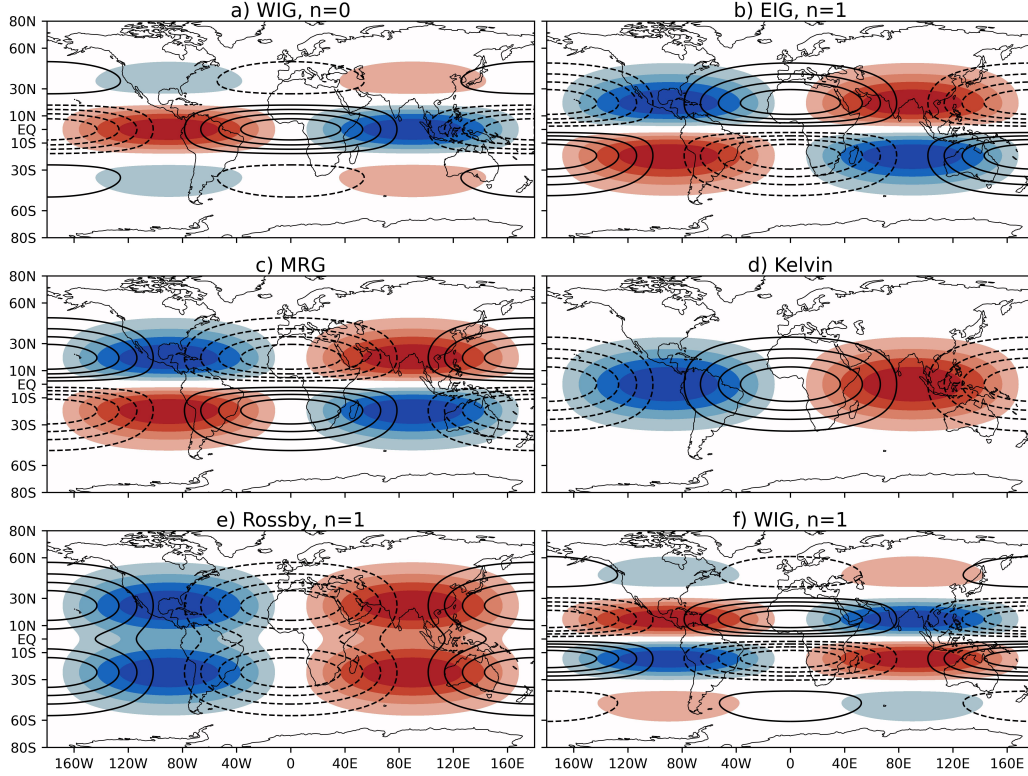 a) WIG, n=0
b) EIG, n=1
80N
60N
30N
10N
EQ
10S
30S
60S
80S
c) MRG
d) Kelvin
80N
60N
30N
10N
EQ
10S
30S
60S
80S
e) Rossby, n=1
f) WIG, n=1
80N
60N
30N
10N
EQ
10S
30S
60S
80S
160W 120W 80W 40W 0 40E 80E 120E 160E
160W 120W 80W 40W 0 40E 80E 120E 160E